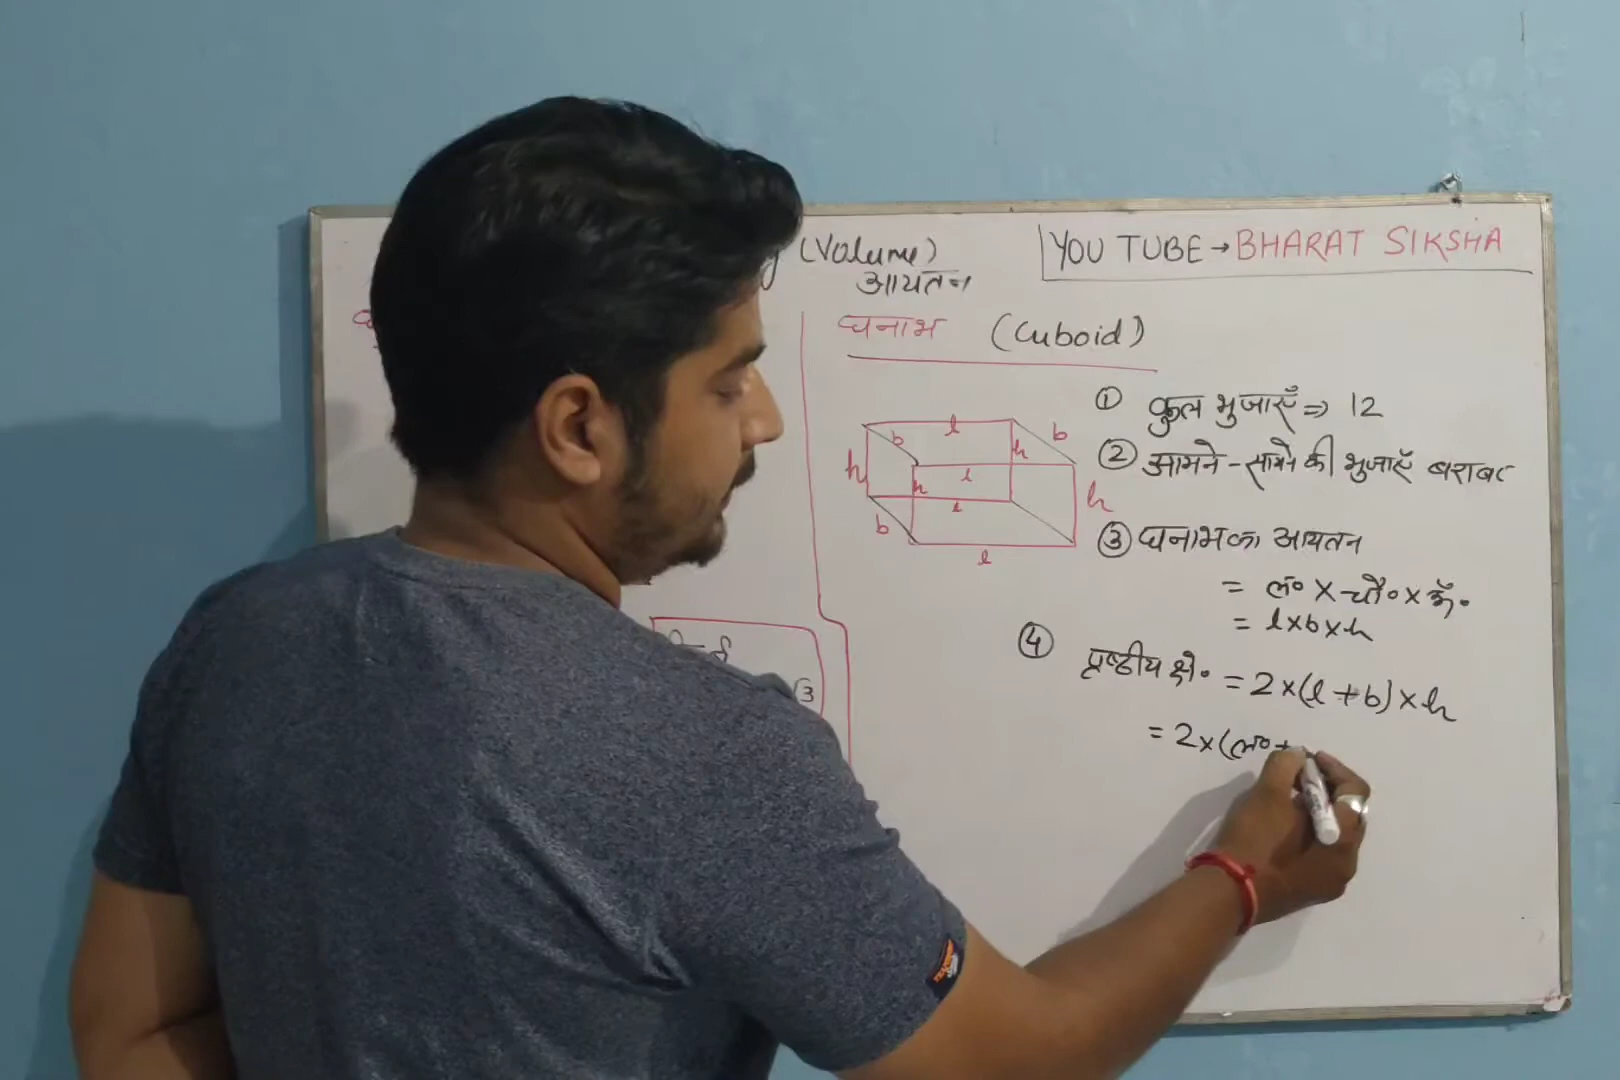 (Volume)
आयतन
YOU TUBE → BHARAT SIKSHA
घनाभ (Cuboid)
① कुल भुजाएँ ⇒ 12
② आमने-सामने की भुजाएँ बराबर
l
b
b
h
h
l
h
h
l
b
l
③ घनाभ का आयतन
= ल० × चौ० × ऊँ०
= l×b×h
④ पृष्ठीय क्षे० = 2×(l+b)×h
= 2×(ल०+
√3